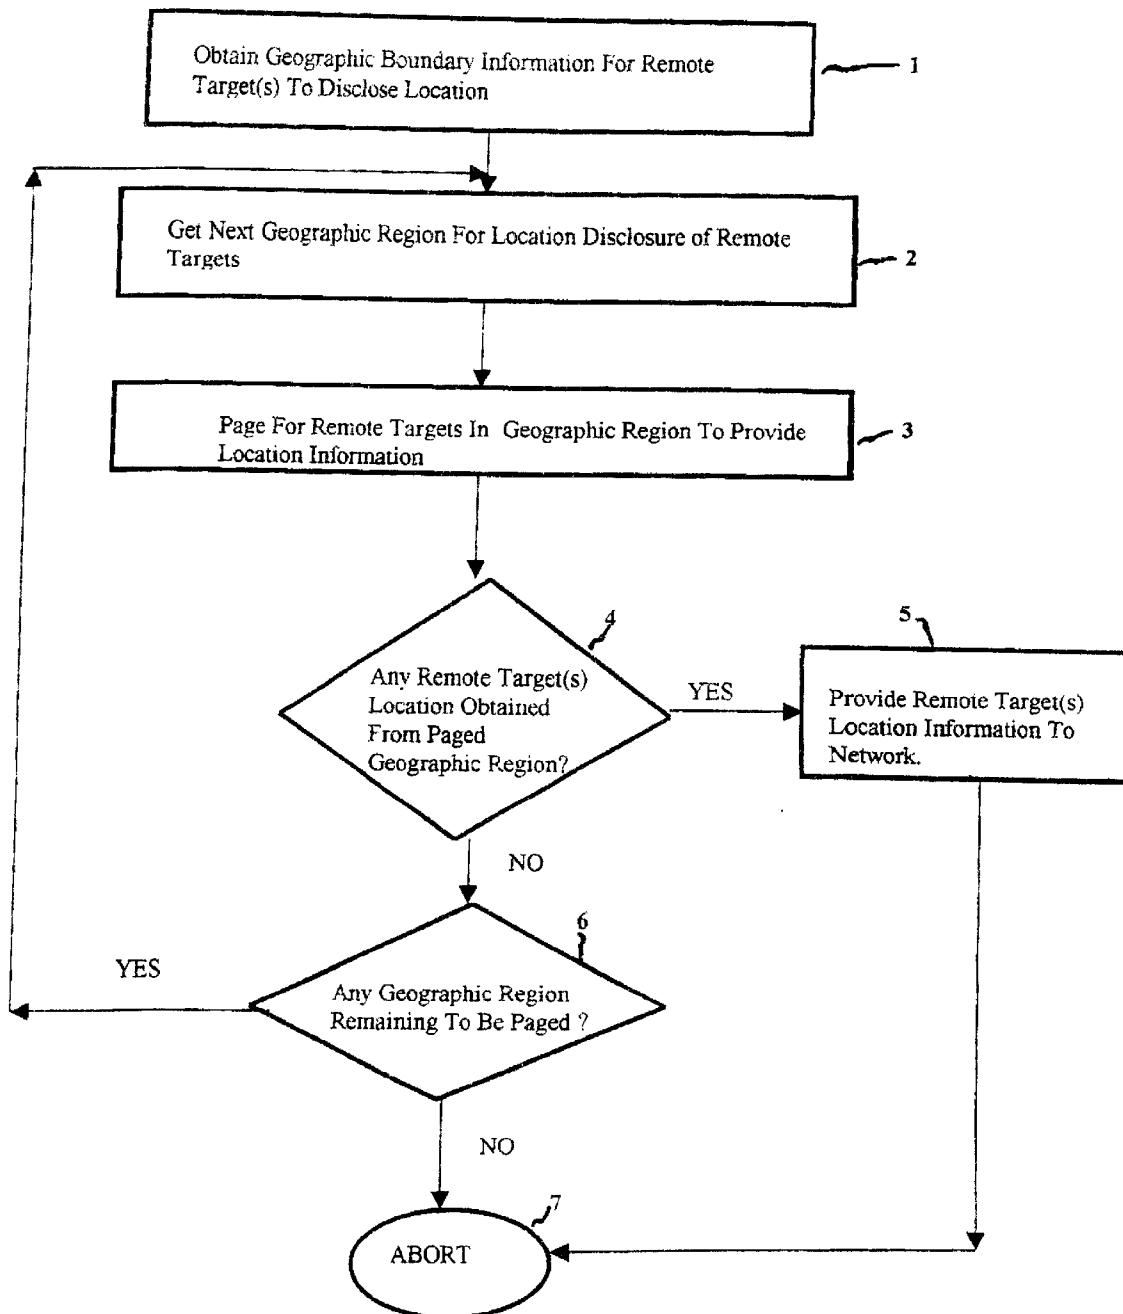 Obtain Geographic Boundary Information For Remote
Target(s) To Disclose Location
1
Get Next Geographic Region For Location Disclosure of Remote
Targets
2
Page For Remote Targets In Geographic Region To Provide
Location Information
3
4
Any Remote Target(s)
Location Obtained
From Paged
Geographic Region?
YES
5
Provide Remote Target(s)
Location Information To
Network.
NO
6
Any Geographic Region
Remaining To Be Paged ?
YES
NO
7
ABORT